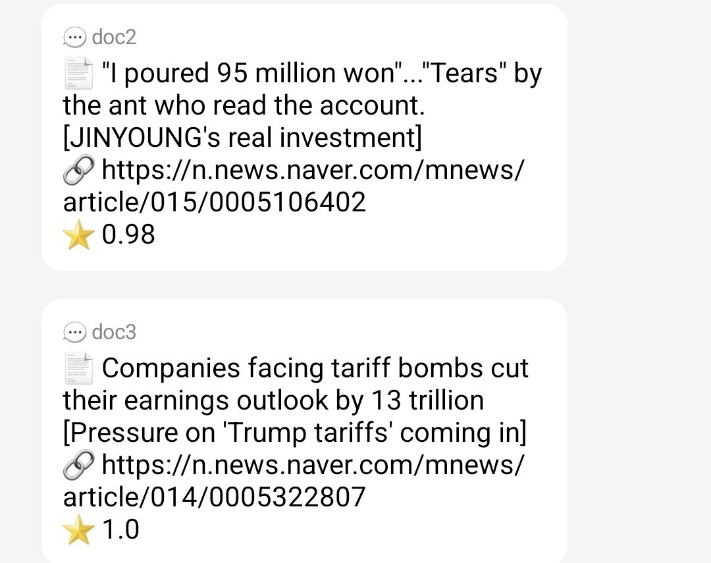 💬 doc2
📄 "I poured 95 million won"..."Tears" by
the ant who read the account.
[JINYOUNG's real investment]
🔗 https://n.news.naver.com/mnews/
article/015/0005106402
⭐ 0.98
💬 doc3
📄 Companies facing tariff bombs cut
their earnings outlook by 13 trillion
[Pressure on 'Trump tariffs' coming in]
🔗 https://n.news.naver.com/mnews/
article/014/0005322807
⭐ 1.0